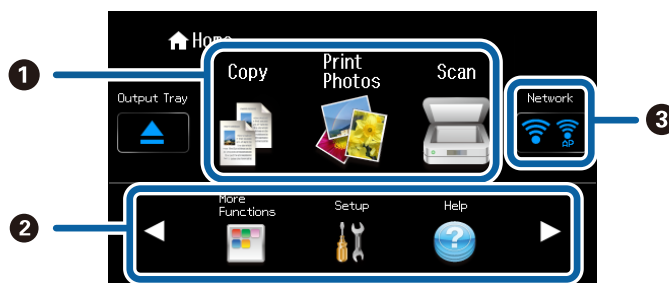 Home
1
Copy
Print
Photos
Scan
Output Tray
Network
AP
3
2
More
Functions
Setup
Help
?